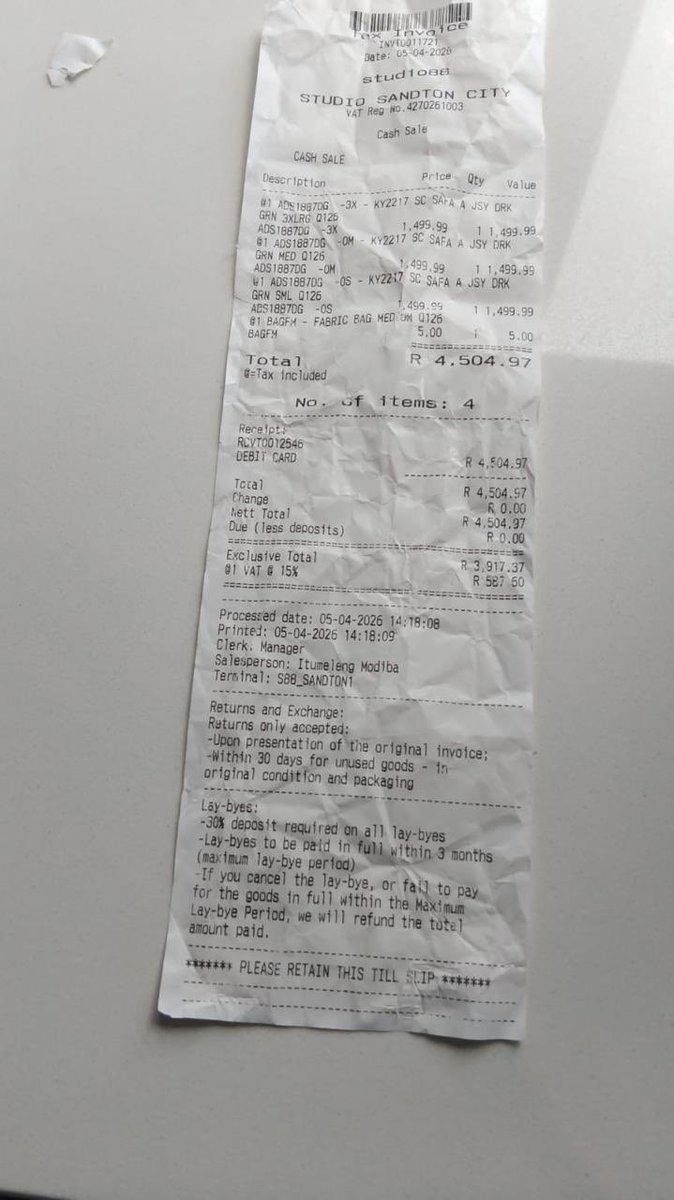 Tax Invoice
INVT0011721
Date: 05-04-2026
studio88
STUDIO SANDTON CITY
VAT Reg No.4270261003
Cash Sale
CASH SALE
Description Price Qty Value
@1 ADS1887DG -3X - KY2217 SC SAFA A JSY DRK
GRN 3XLRG Q126
ADS1887DG -3X 1,499.99 1 1,499.99
@1 ADS1887DG -OM - KY2217 SC SAFA A JSY DRK
GRN MED Q126
ADS1887DG -OM 1,499.99 1 1,499.99
@1 ADS1887DG -OS - KY2217 SC SAFA A JSY DRK
GRN SML Q126
ADS1887DG -OS 1,499.99 1 1,499.99
@1 BAGFM - FABRIC BAG MED UM Q126
BAGFM 5.00 1 5.00
Total R 4,504.97
@=Tax included
No. of items: 4
Receipt:
RCVT0012546
DEBIT CARD R 4,504.97
Total R 4,504.97
Change R 0.00
Nett Total R 4,504.97
Due (less deposits) R 0.00
Exclusive Total R 3,917.37
@1 VAT @ 15% R 587.60
Processed date: 05-04-2026 14:18:08
Printed: 05-04-2026 14:18:09
Clerk: Manager
Salesperson: Itumeleng Modiba
Terminal: S88_SANDTON1
Returns and Exchange:
Returns only accepted:
-Upon presentation of the original invoice;
-Within 30 days for unused goods - in
original condition and packaging
Lay-byes:
-30% deposit required on all lay-byes
-Lay-byes to be paid in full within 3 months
(maximum lay-bye period)
-If you cancel the lay-bye, or fail to pay
for the goods in full within the Maximum
Lay-bye Period, we will refund the total
amount paid.
******* PLEASE RETAIN THIS TILL SLIP *******